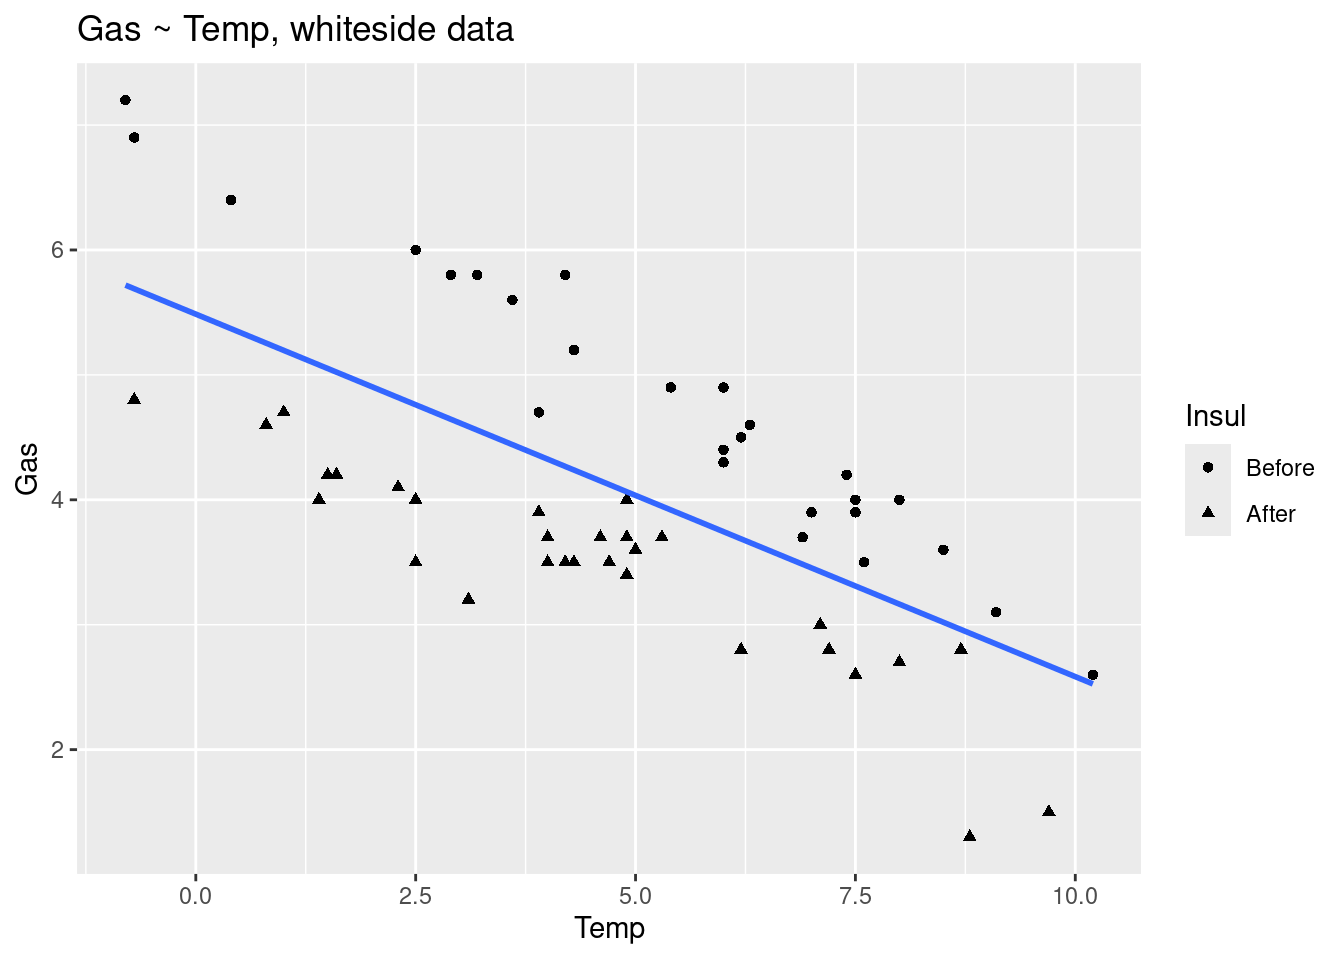 Gas ~ Temp, whiteside data
6
4
2
Gas
0.0 2.5 5.0 7.5 10.0
Temp
Insul
Before
After